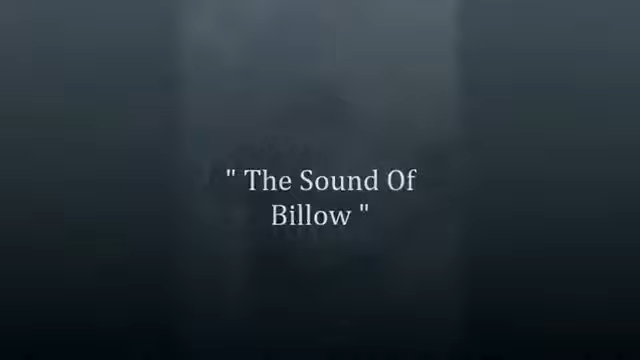 " The Sound Of
Billow "